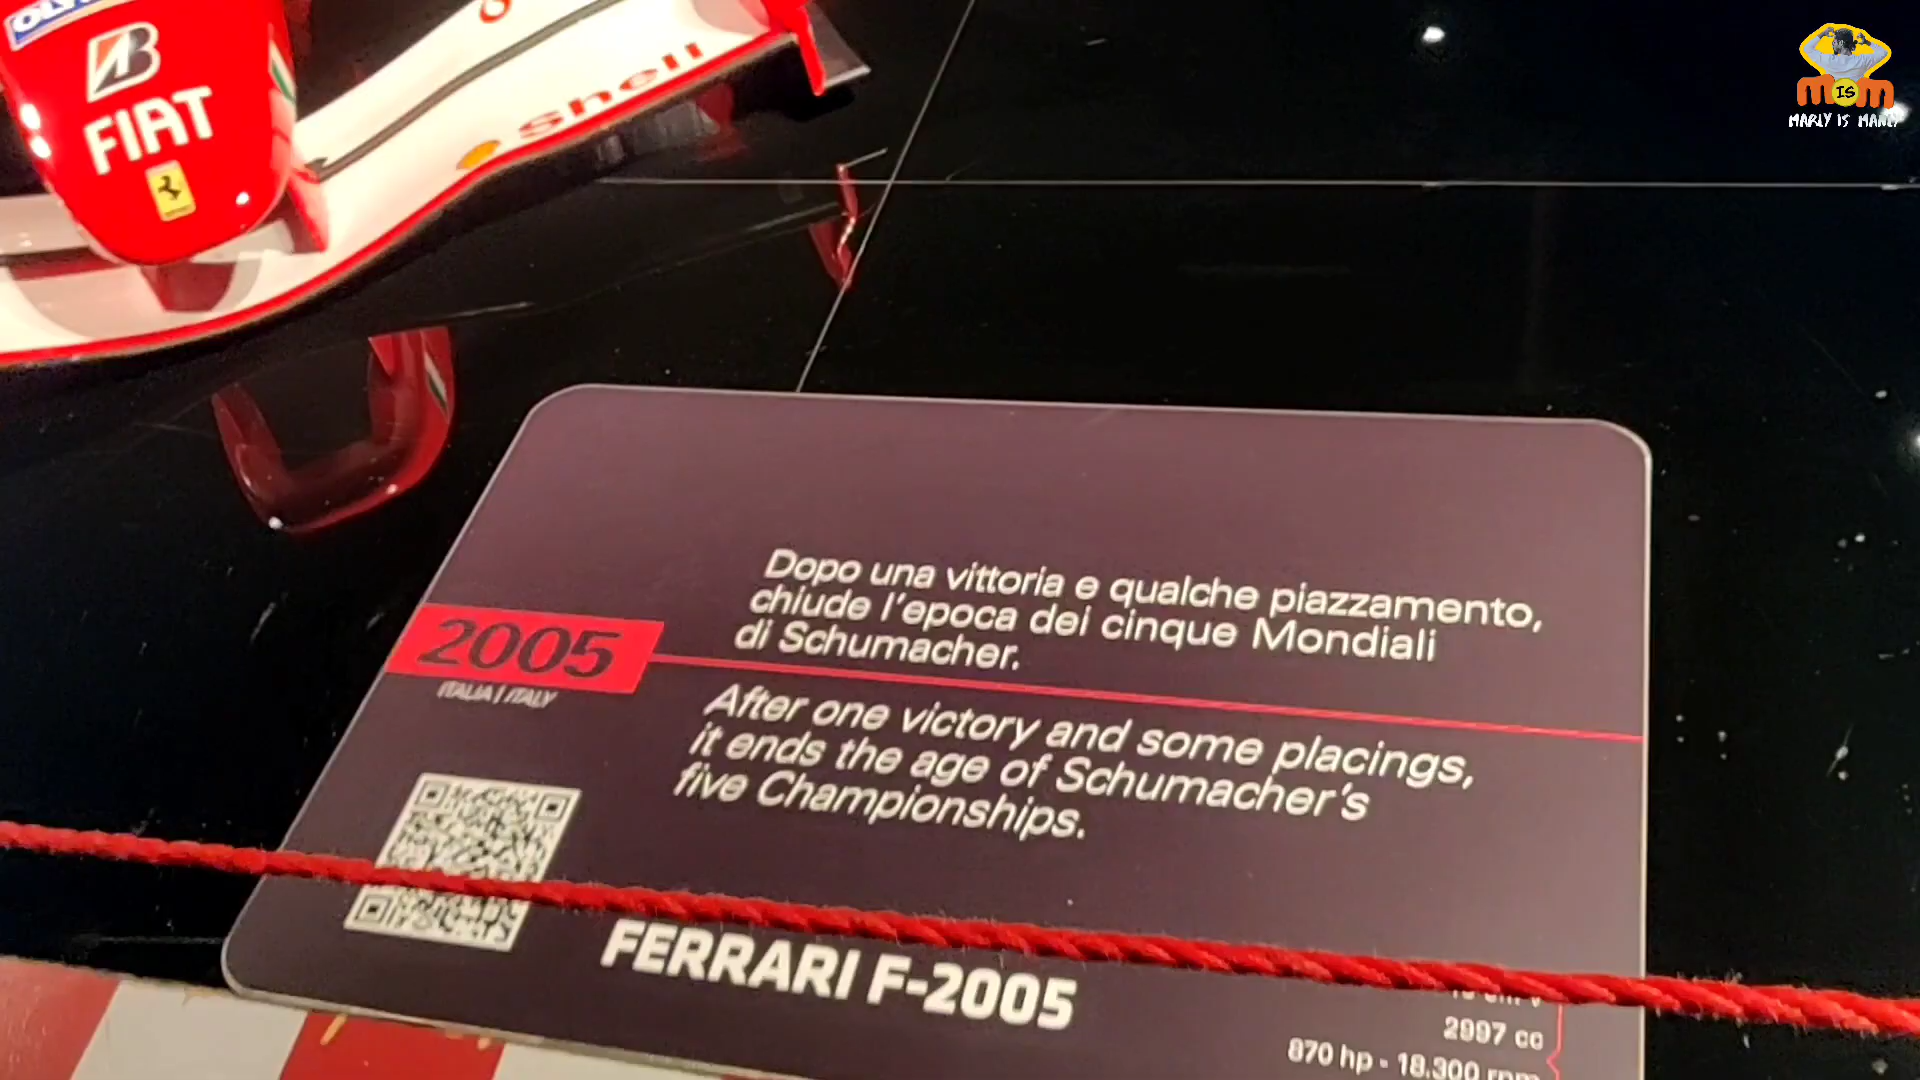 FIAT
Shell
M IS M
MARLY IS MANLY
Dopo una vittoria e qualche piazzamento,
chiude l'epoca dei cinque Mondiali
di Schumacher.
2005
ITALIA | ITALY
After one victory and some placings,
it ends the age of Schumacher's
five Championships.
FERRARI F-2005
2997 cc
870 hp - 18.300 rpm